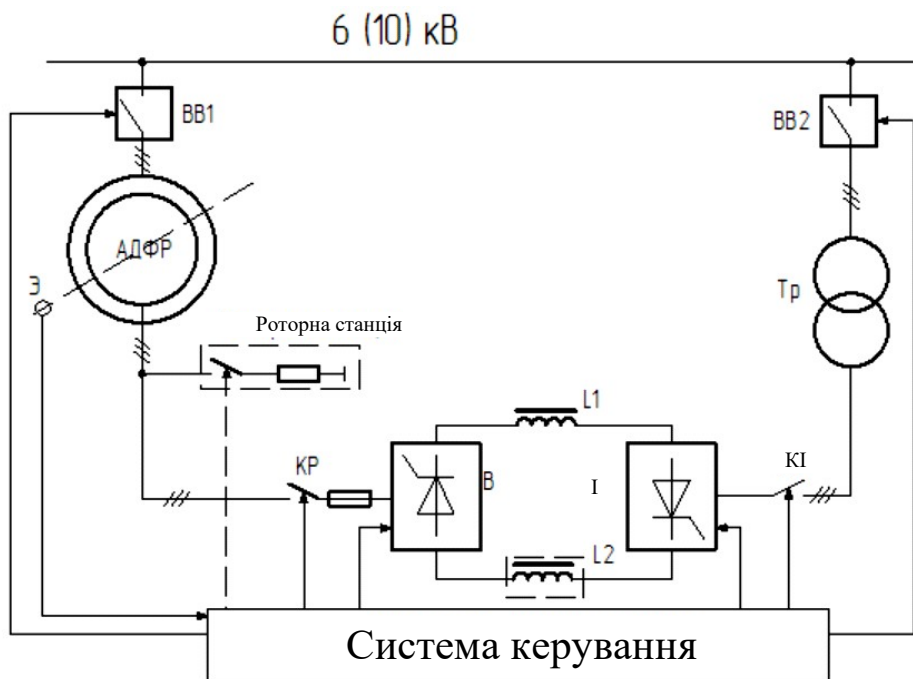 6 (10) кВ
ВВ1
ВВ2
АДФР
Э
Тр
Роторна станція
L1
КР
В
І
КІ
L2
Система керування